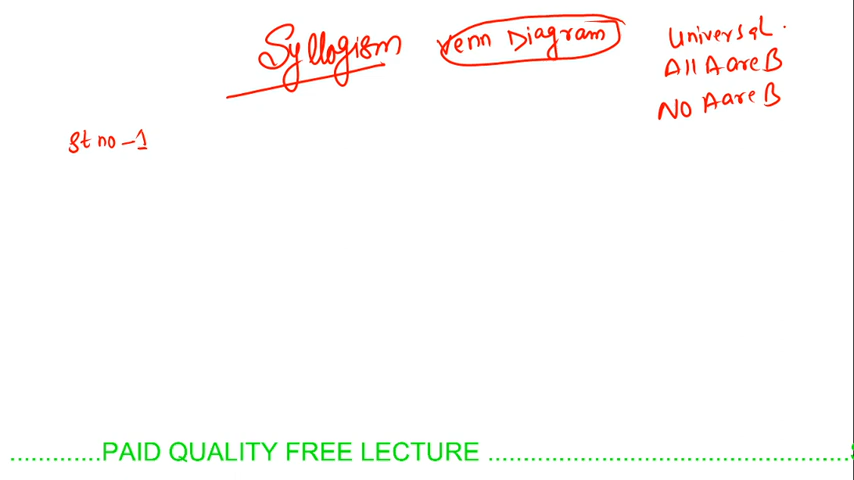 Syllogism Venn Diagram
Universal.
All A are B
NO A are B
St no - 1
.............PAID QUALITY FREE LECTURE ...................................................